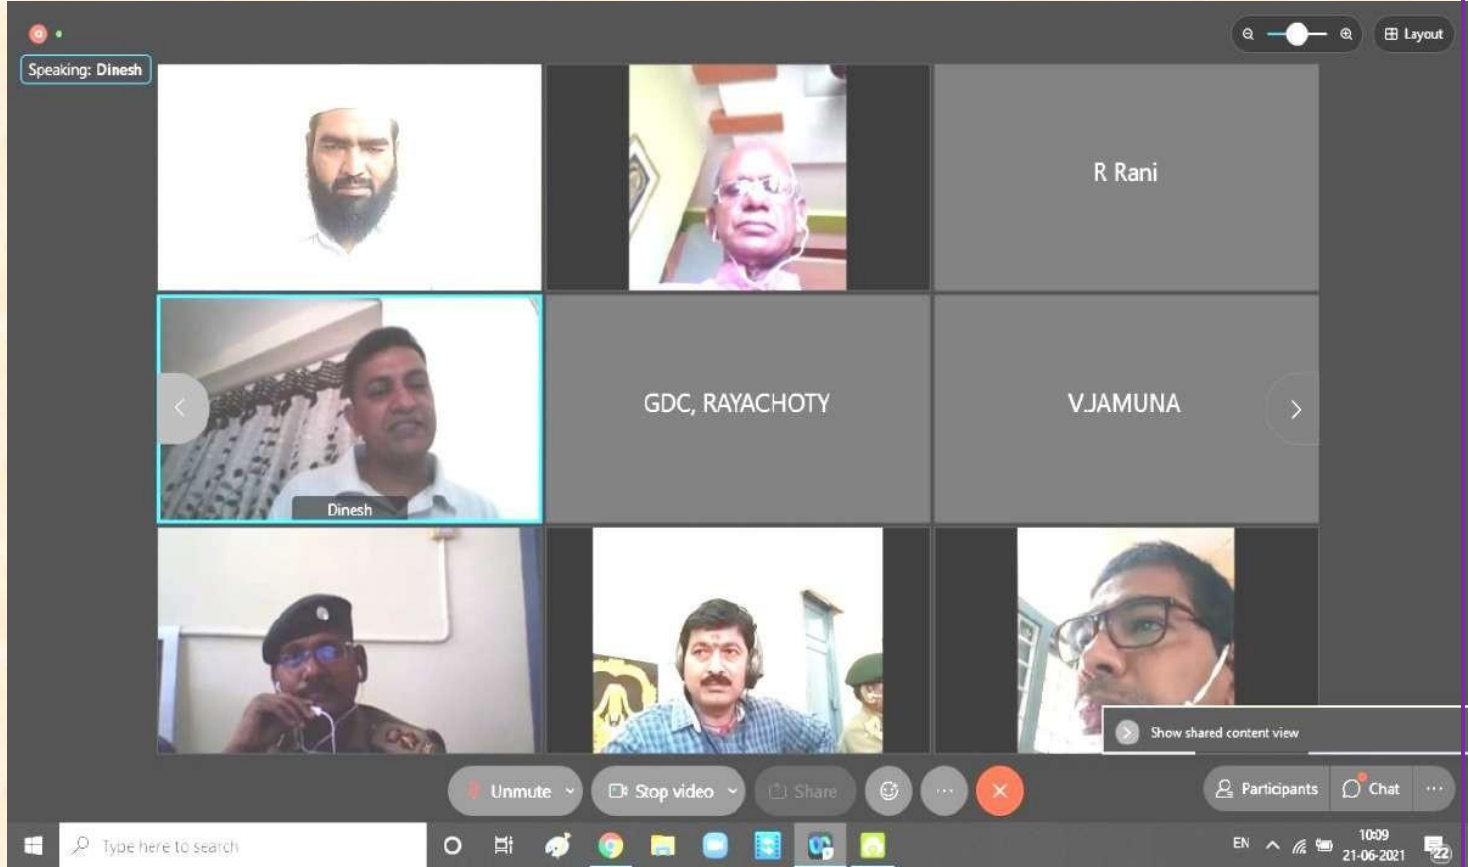 Layout
Speaking: Dinesh
R Rani
GDC, RAYACHOTY
V.JAMUNA
Dinesh
Show shared content view
Unmute
Stop video
Share
Participants
Chat
Type here to search
EN
10:09
21-06-2021
22